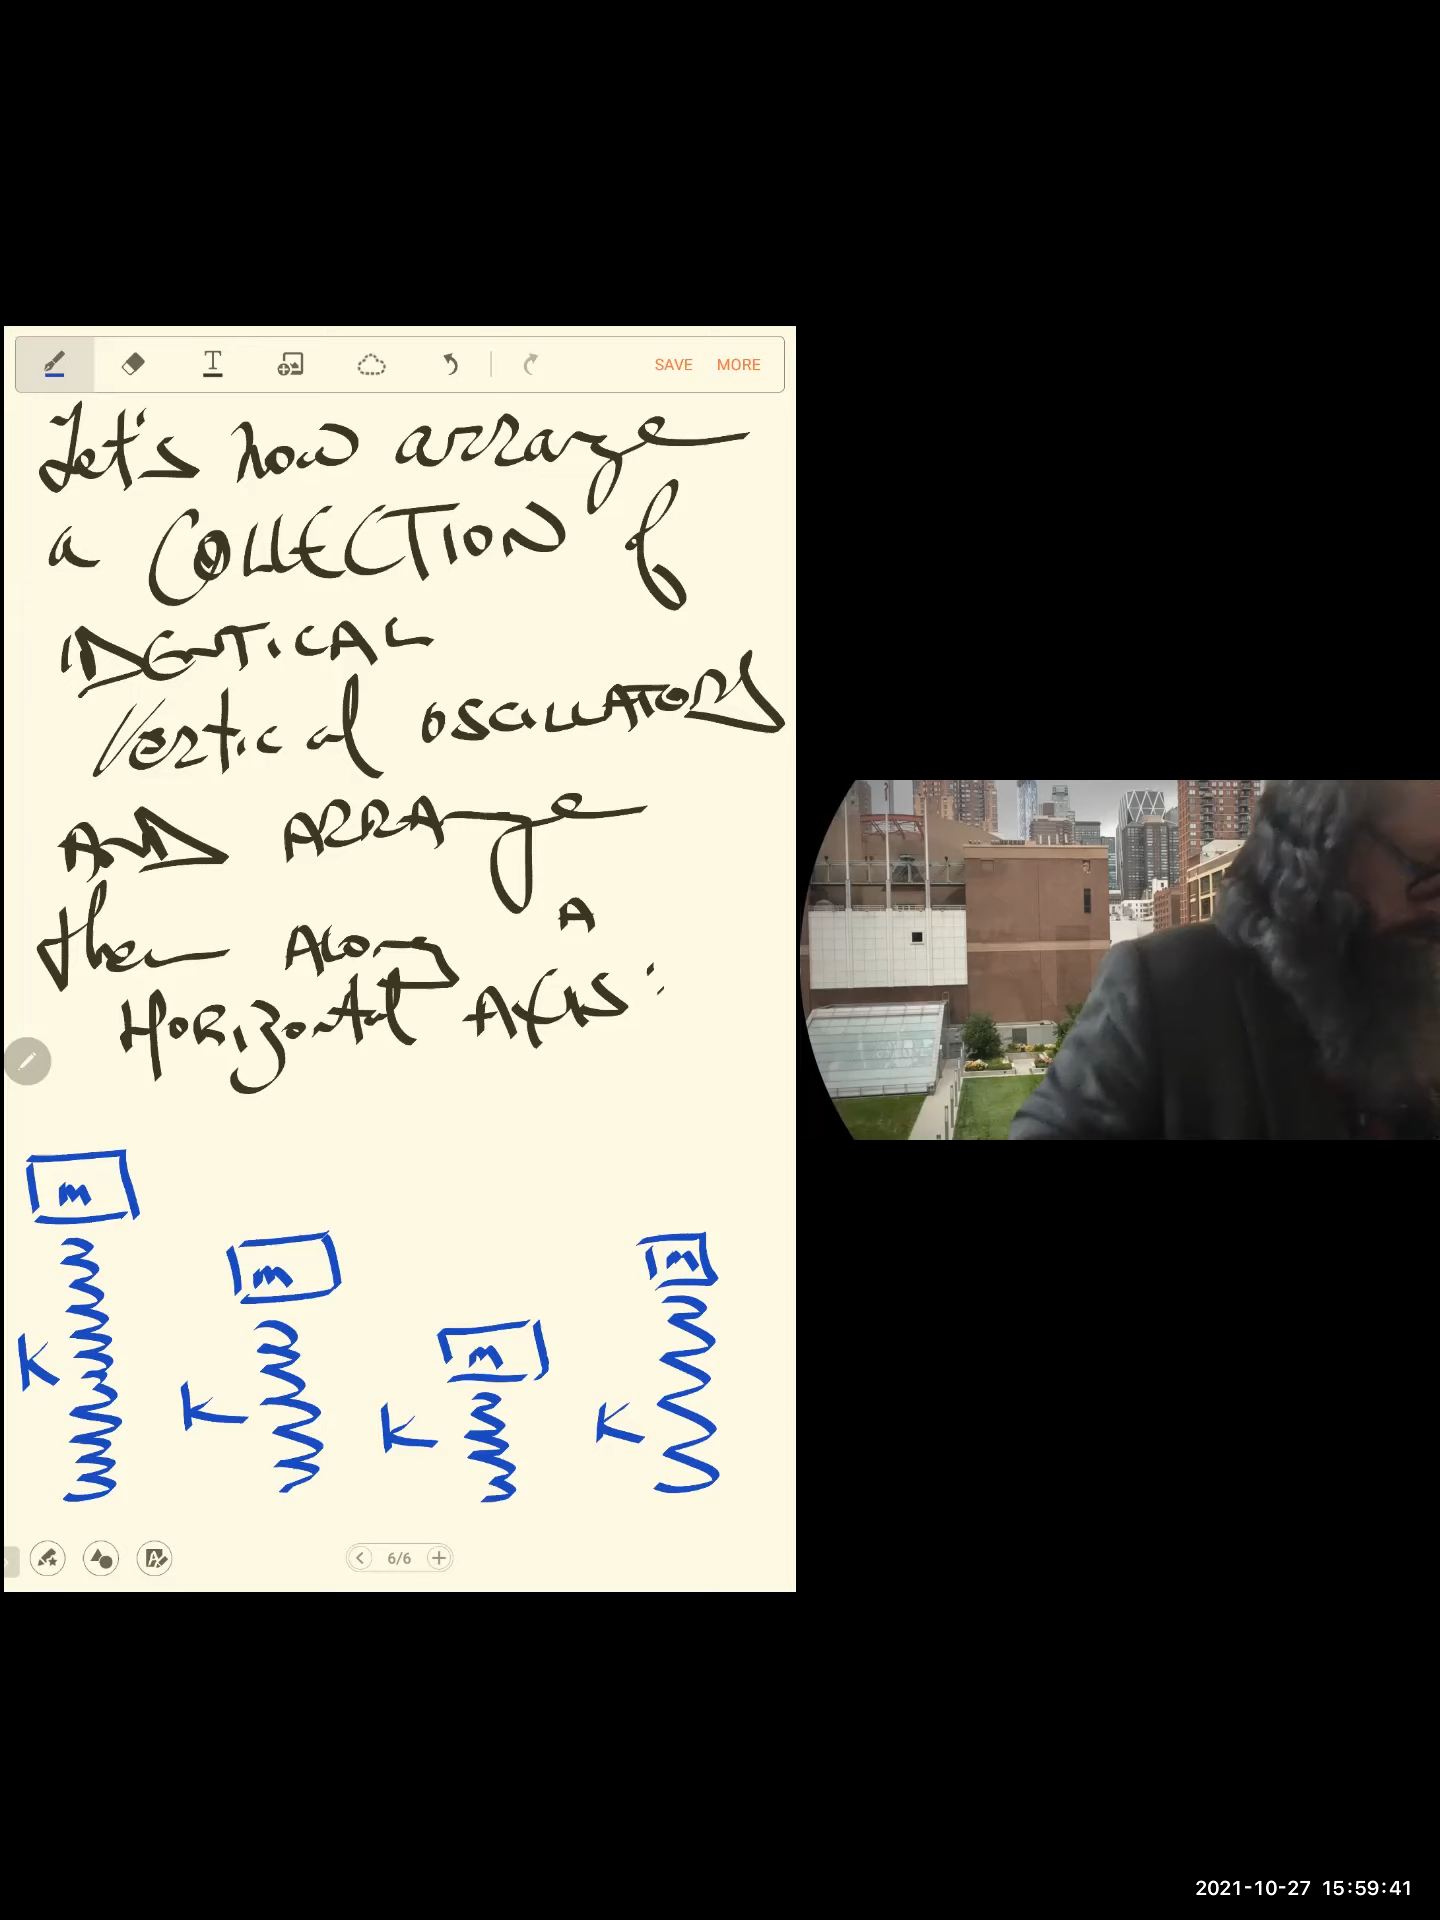 SAVE MORE
Let's now arrange
a COLLECTION of
IDENTICAL
Vertical OSCILLATORY
AND ARRANGE
them Along A
HORIZONTAL AXIS:
m
m
m
m
K
K
K
K
6/6
2021-10-27 15:59:41